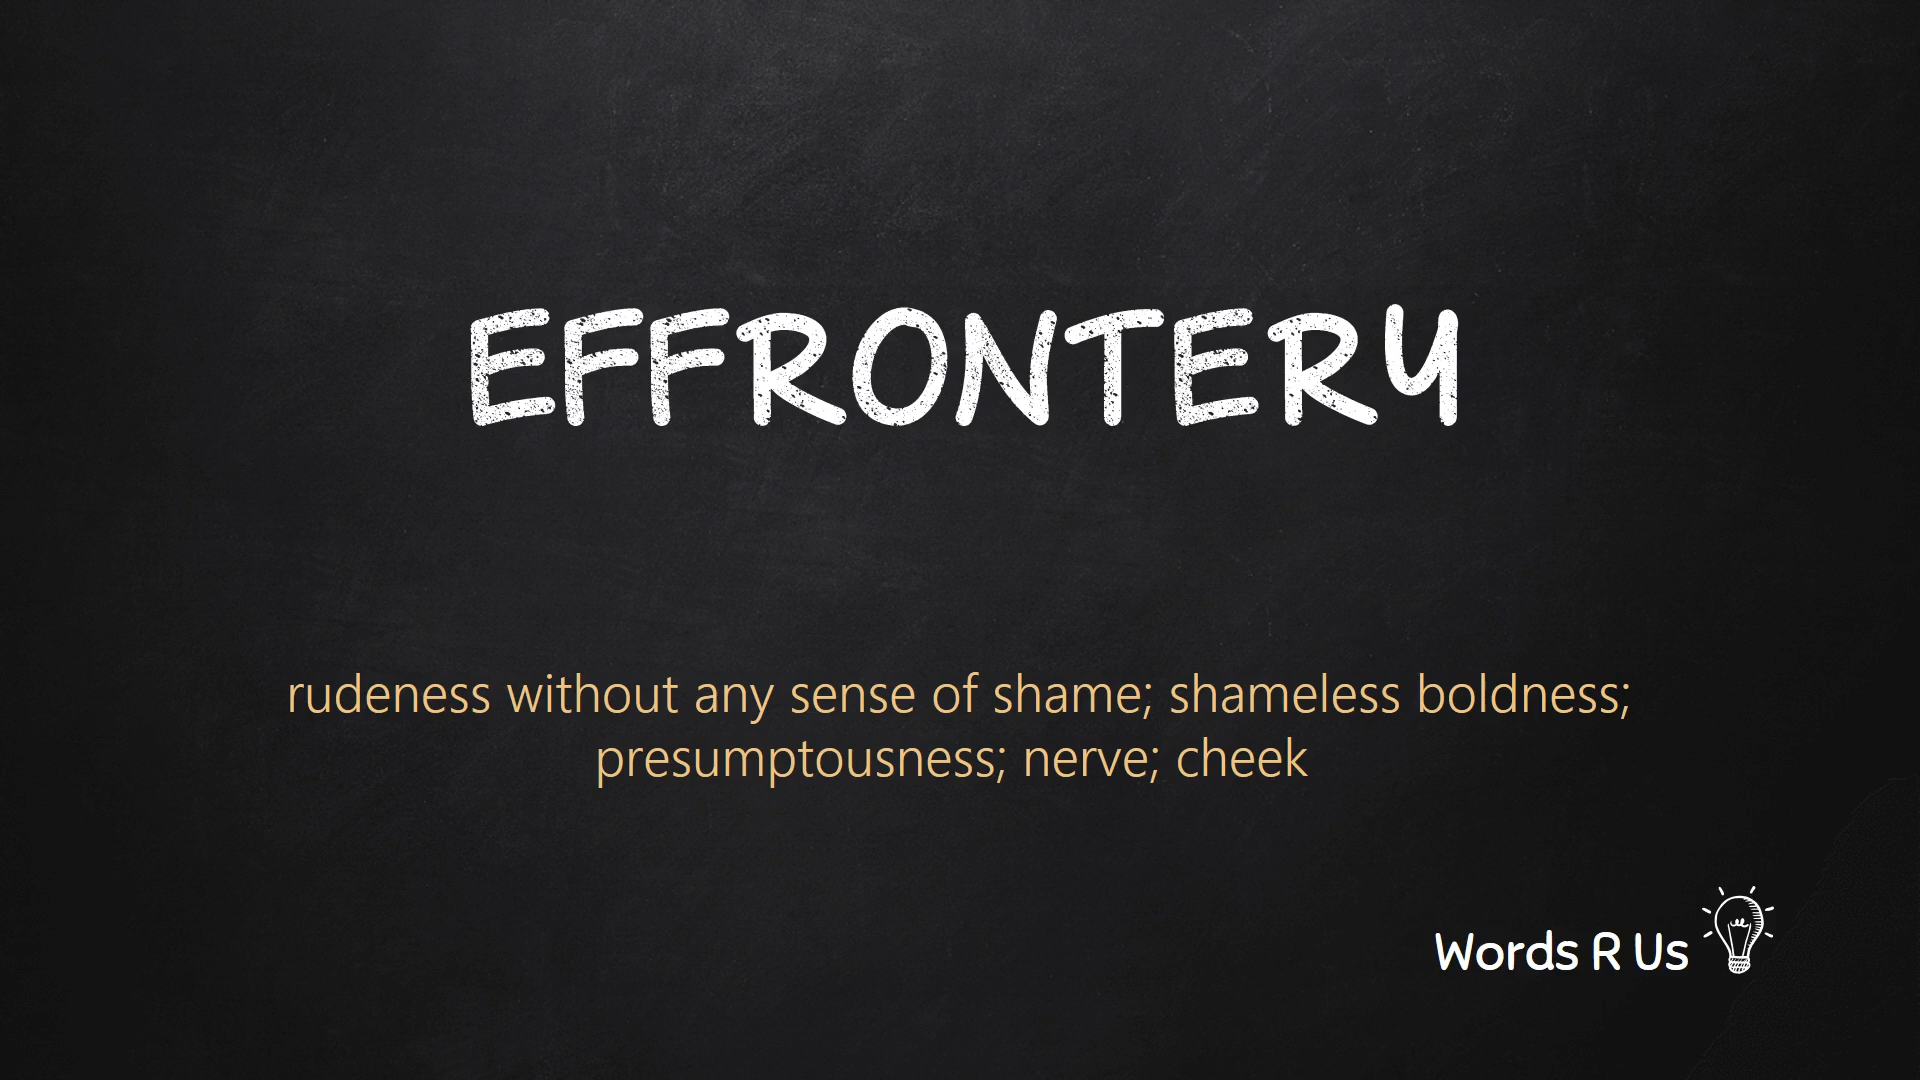 EFFRONTERY
rudeness without any sense of shame; shameless boldness;
presumptousness; nerve; cheek
Words R Us